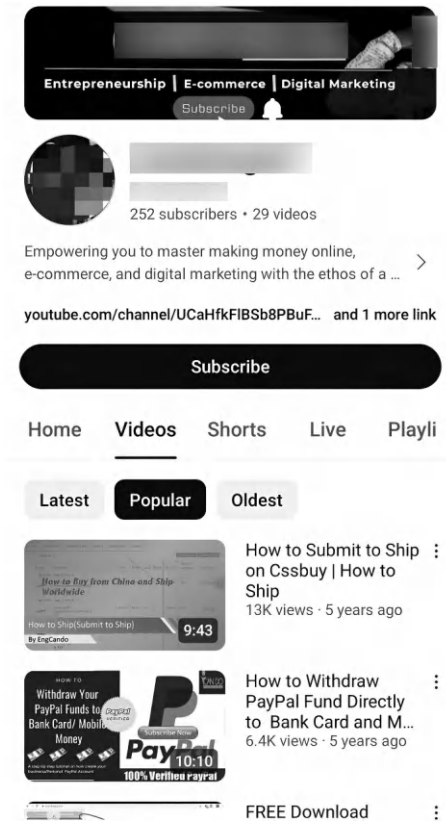 Entrepreneurship | E-commerce | Digital Marketing
Subscribe
252 subscribers • 29 videos
Empowering you to master making money online,
e-commerce, and digital marketing with the ethos of a ...
youtube.com/channel/UCaHfkFlBSb8PBuF... and 1 more link
Subscribe
Home Videos Shorts Live Playli
Latest Popular Oldest
How to Buy from China and Ship
Worldwide
How to Ship(Submit to Ship)
By EngCando
9:43
How to Submit to Ship
on Cssbuy | How to
Ship
13K views · 5 years ago
HOW TO
Withdraw Your
PayPal Funds to
Bank Card/ Mobile
Money
PayPal
VERIFIED
Subscribe Now
PayPal
10:10
100% Verified PayPal
How to Withdraw
PayPal Fund Directly
to Bank Card and M...
6.4K views · 5 years ago
FREE Download